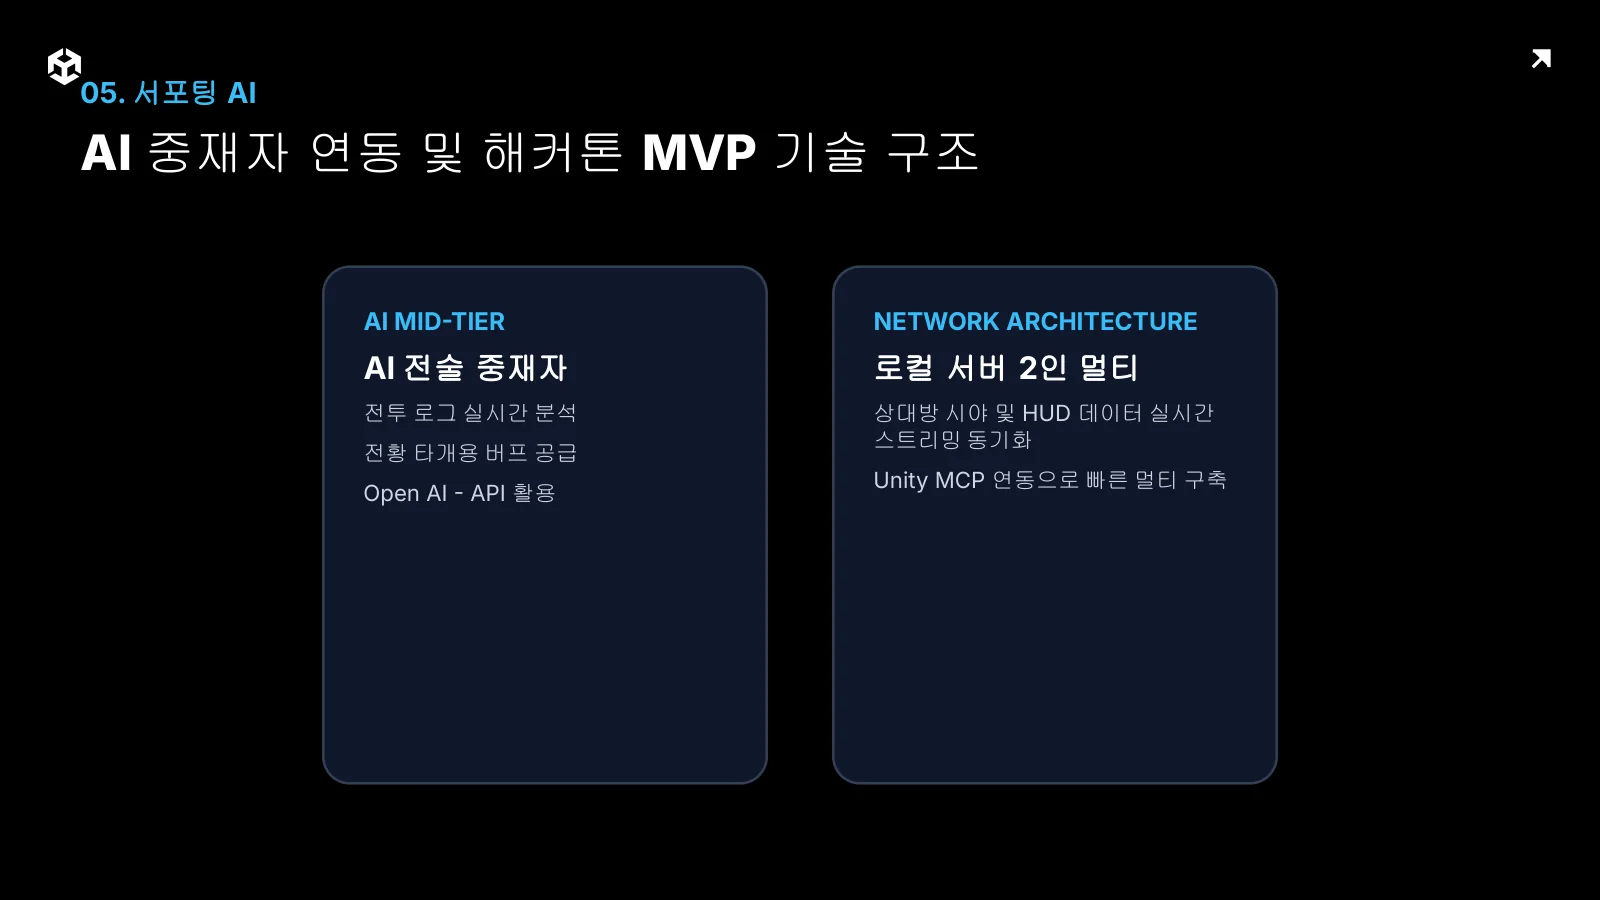 05. 서포팅 AI
AI 중재자 연동 및 해커톤 MVP 기술 구조
AI MID-TIER
AI 전술 중재자
전투 로그 실시간 분석
전황 타개용 버프 공급
Open AI - API 활용
NETWORK ARCHITECTURE
로컬 서버 2인 멀티
상대방 시야 및 HUD 데이터 실시간
스트리밍 동기화
Unity MCP 연동으로 빠른 멀티 구축